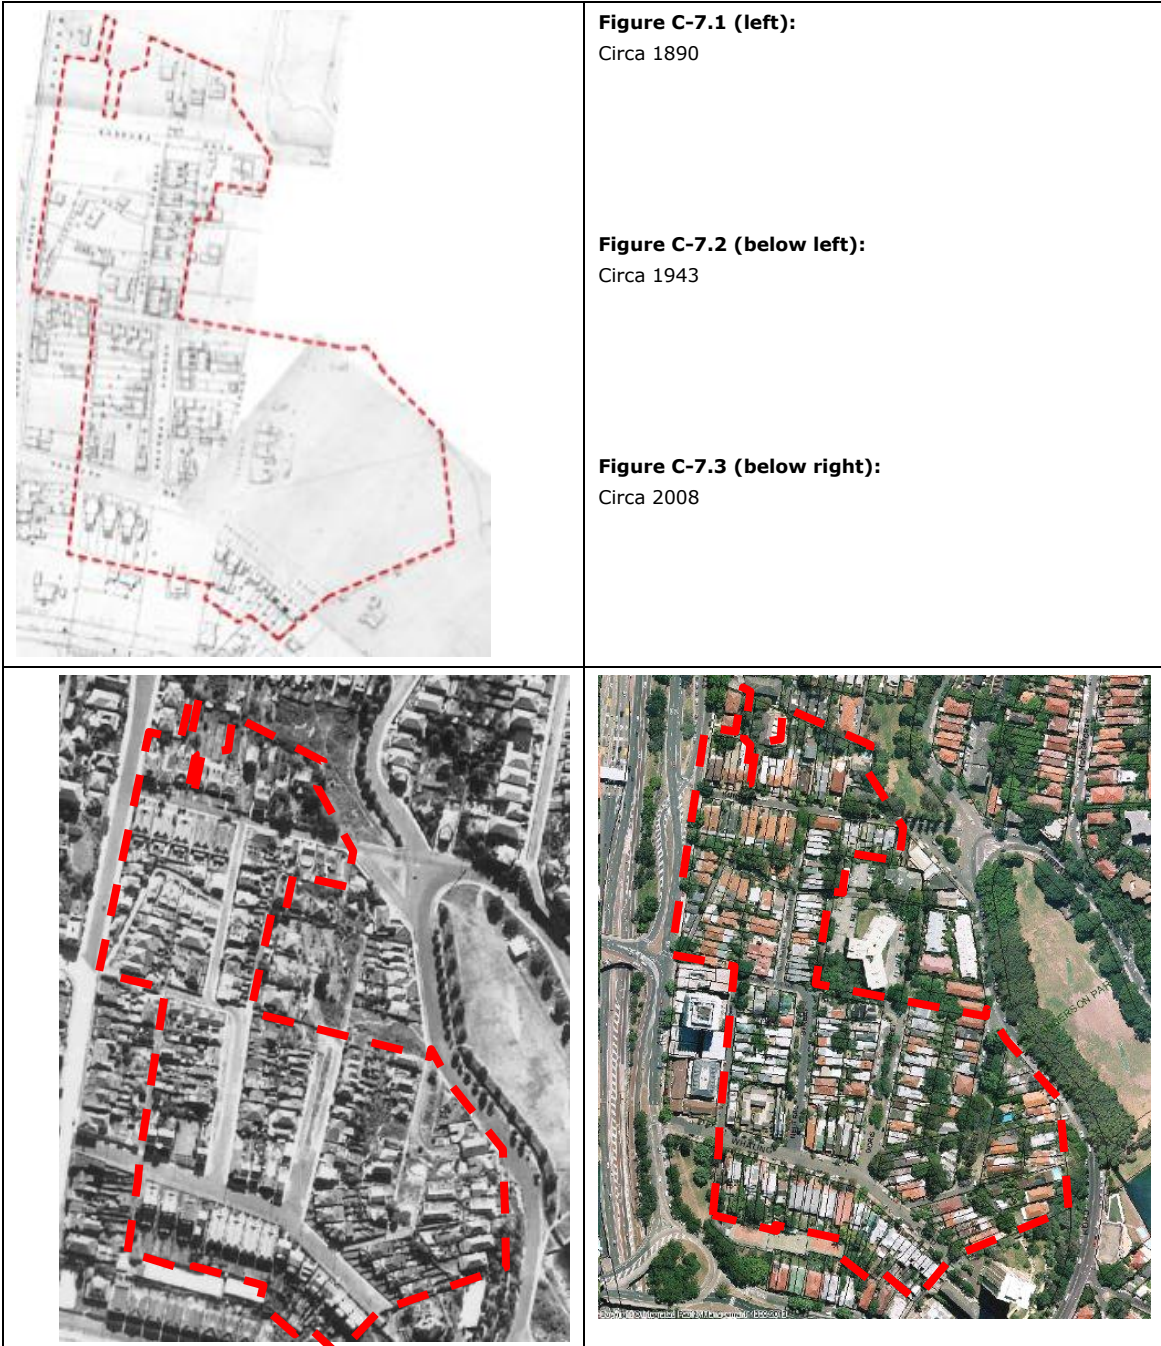 Figure C-7.1 (left):
Circa 1890
Figure C-7.2 (below left):
Circa 1943
Figure C-7.3 (below right):
Circa 2008